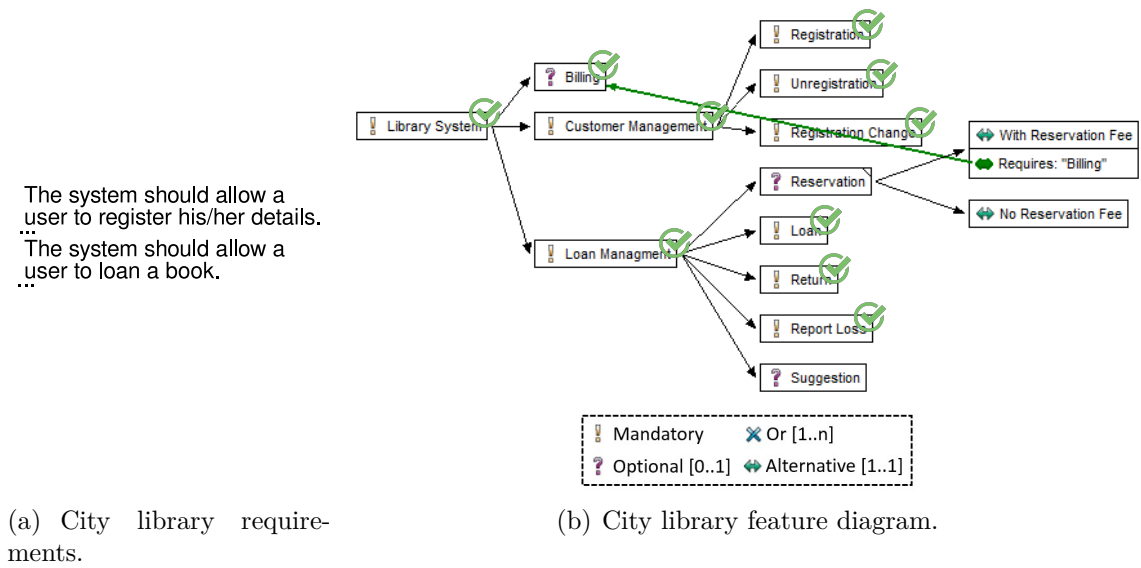 The system should allow a
user to register his/her details.
...
The system should allow a
user to loan a book.
...
Library System
Billing
Customer Management
Loan Managment
Registration
Unregistration
Registration Change
Reservation
Loan
Return
Report Loss
Suggestion
With Reservation Fee
Requires: "Billing"
No Reservation Fee
Mandatory
Or [1..n]
Optional [0..1]
Alternative [1..1]
(a) City library require-
ments.
(b) City library feature diagram.